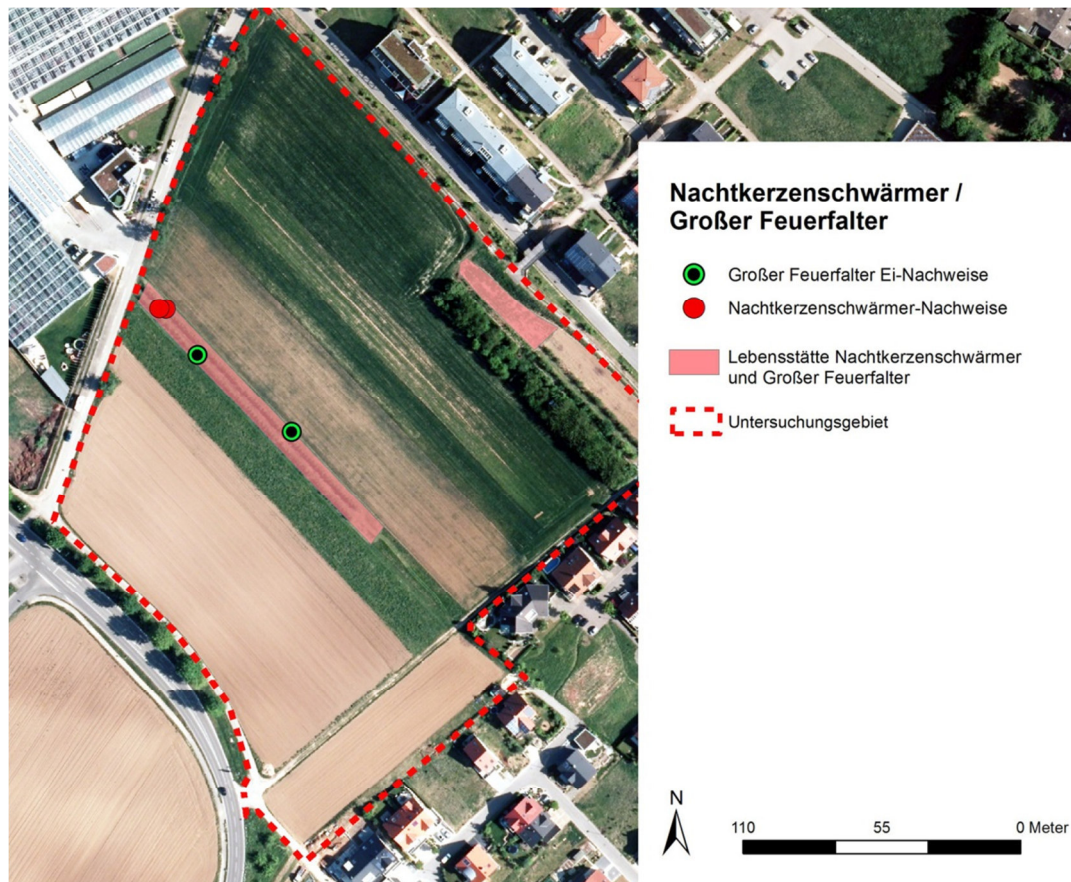 Nachtkerzenschwärmer /
Großer Feuerfalter
Großer Feuerfalter Ei-Nachweise
Nachtkerzenschwärmer-Nachweise
Lebensstätte Nachtkerzenschwärmer
und Großer Feuerfalter
Untersuchungsgebiet
N
110 55 0 Meter